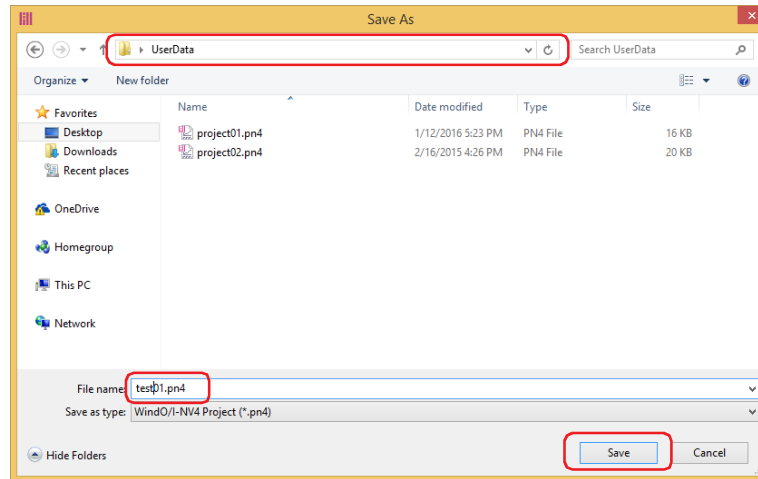 Save As
UserData
Search UserData
Organize
New folder
Name Date modified Type Size
Favorites
Desktop
Downloads
Recent places
OneDrive
Homegroup
This PC
Network
project01.pn4 1/12/2016 5:23 PM PN4 File 16 KB
project02.pn4 2/16/2015 4:26 PM PN4 File 20 KB
File name: test01.pn4
Save as type: WindO/I-NV4 Project (*.pn4)
Hide Folders
Save
Cancel